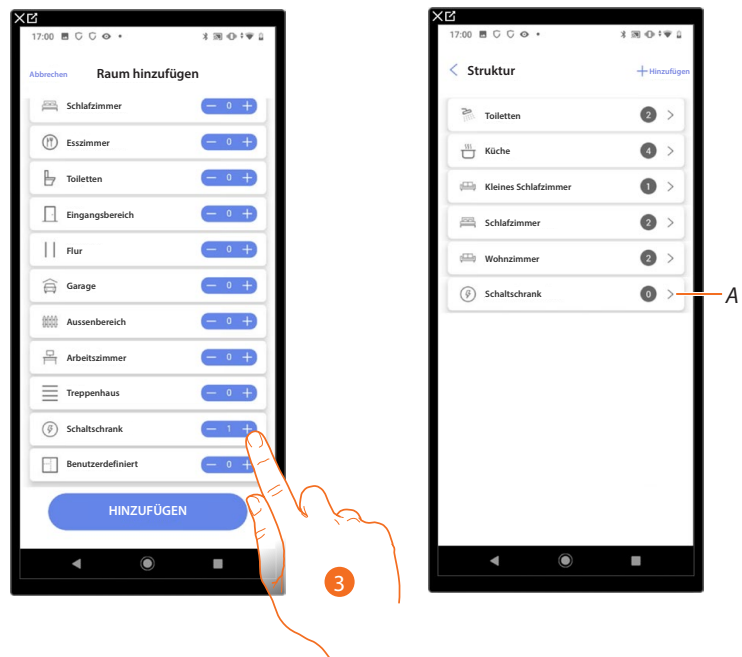 17:00
Abbrechen Raum hinzufügen
Schlafzimmer − 0 +
Esszimmer − 0 +
Toiletten − 0 +
Eingangsbereich − 0 +
Flur − 0 +
Garage − 0 +
Aussenbereich − 0 +
Arbeitszimmer − 0 +
Treppenhaus − 0 +
Schaltschrank − 1 +
Benutzerdefiniert − 0 +
HINZUFÜGEN
3
17:00
< Struktur +Hinzufügen
Toiletten 2 >
Küche 4 >
Kleines Schlafzimmer 1 >
Schlafzimmer 2 >
Wohnzimmer 2 >
Schaltschrank 0 >
A